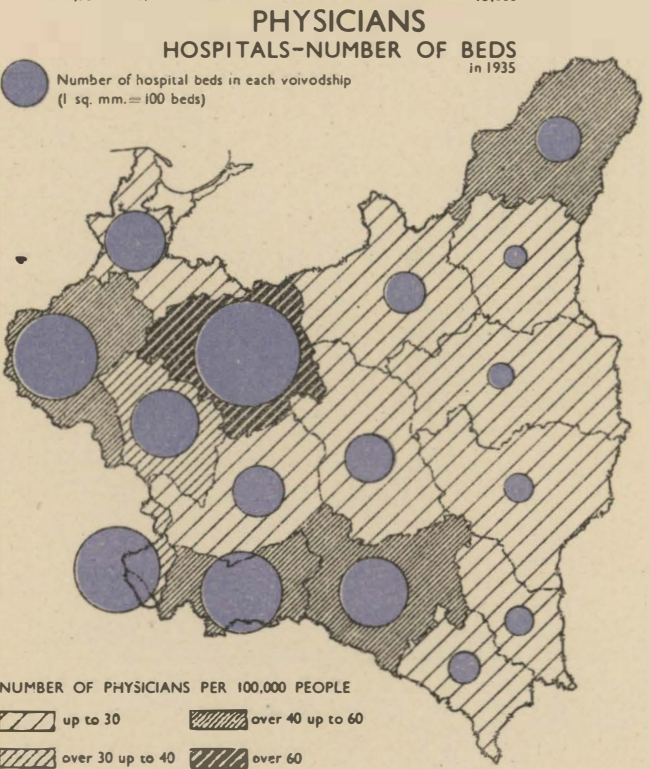 PHYSICIANS
HOSPITALS–NUMBER OF BEDS
in 1935
Number of hospital beds in each voivodship
(1 sq. mm. = 100 beds)
NUMBER OF PHYSICIANS PER 100,000 PEOPLE
up to 30
over 40 up to 60
over 30 up to 40
over 60